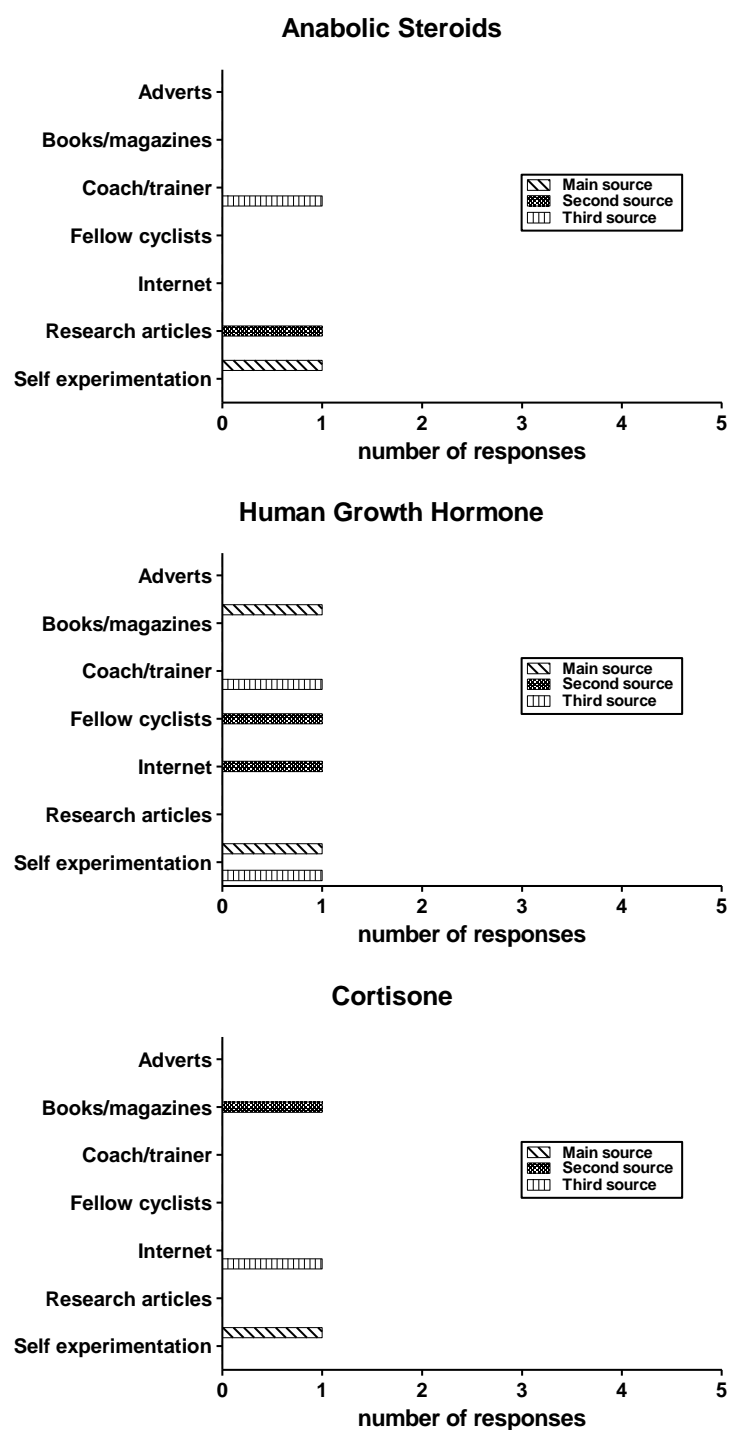 Anabolic Steroids
Adverts
Books/magazines
Coach/trainer
Fellow cyclists
Internet
Research articles
Self experimentation
Main source
Second source
Third source
0 1 2 3 4 5
number of responses
Human Growth Hormone
Adverts
Books/magazines
Coach/trainer
Fellow cyclists
Internet
Research articles
Self experimentation
Main source
Second source
Third source
0 1 2 3 4 5
number of responses
Cortisone
Adverts
Books/magazines
Coach/trainer
Fellow cyclists
Internet
Research articles
Self experimentation
Main source
Second source
Third source
0 1 2 3 4 5
number of responses